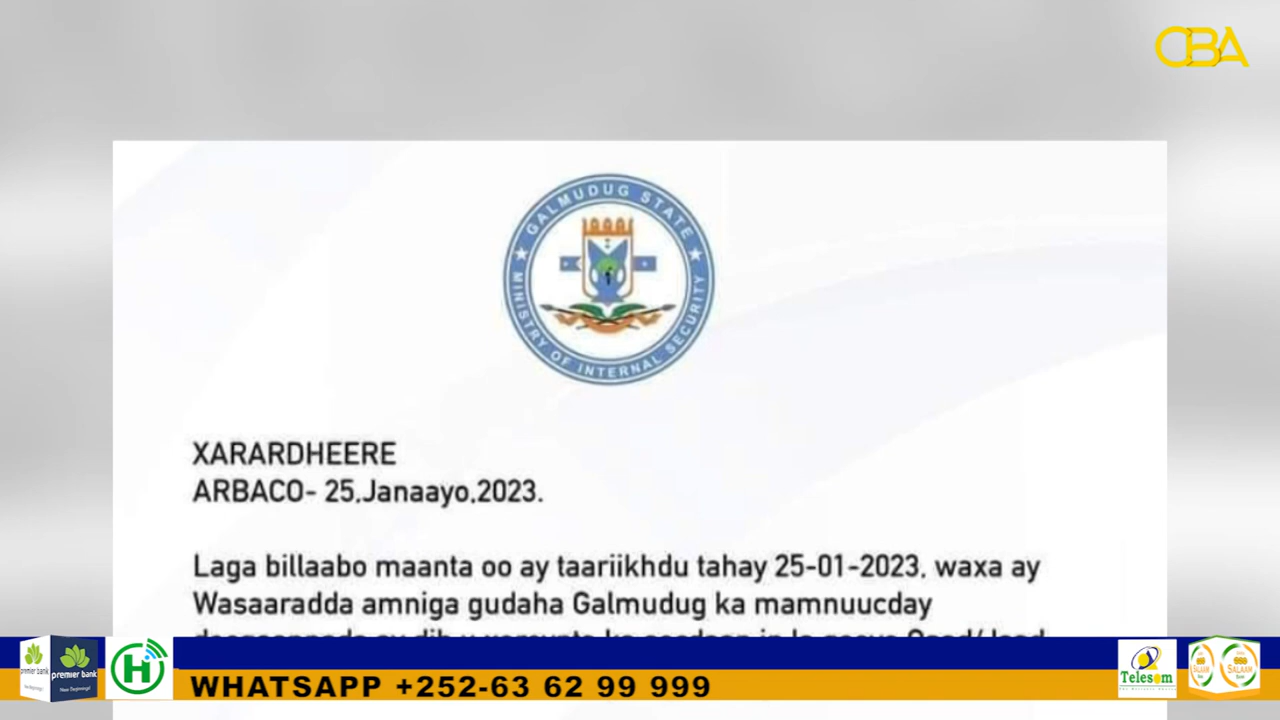 CBA
GALMUDUG STATE
MINISTRY OF INTERNAL SECURITY
XARARDHEERE
ARBACO- 25,Janaayo,2023.
Laga billaabo maanta oo ay taariikhdu tahay 25-01-2023, waxa ay
Wasaaradda amniga gudaha Galmudug ka mamnuucday
premier bank
premier bank
New Beginnings!
WHATSAPP +252-63 62 99 999
Telesom
SALAAM
SALAAM